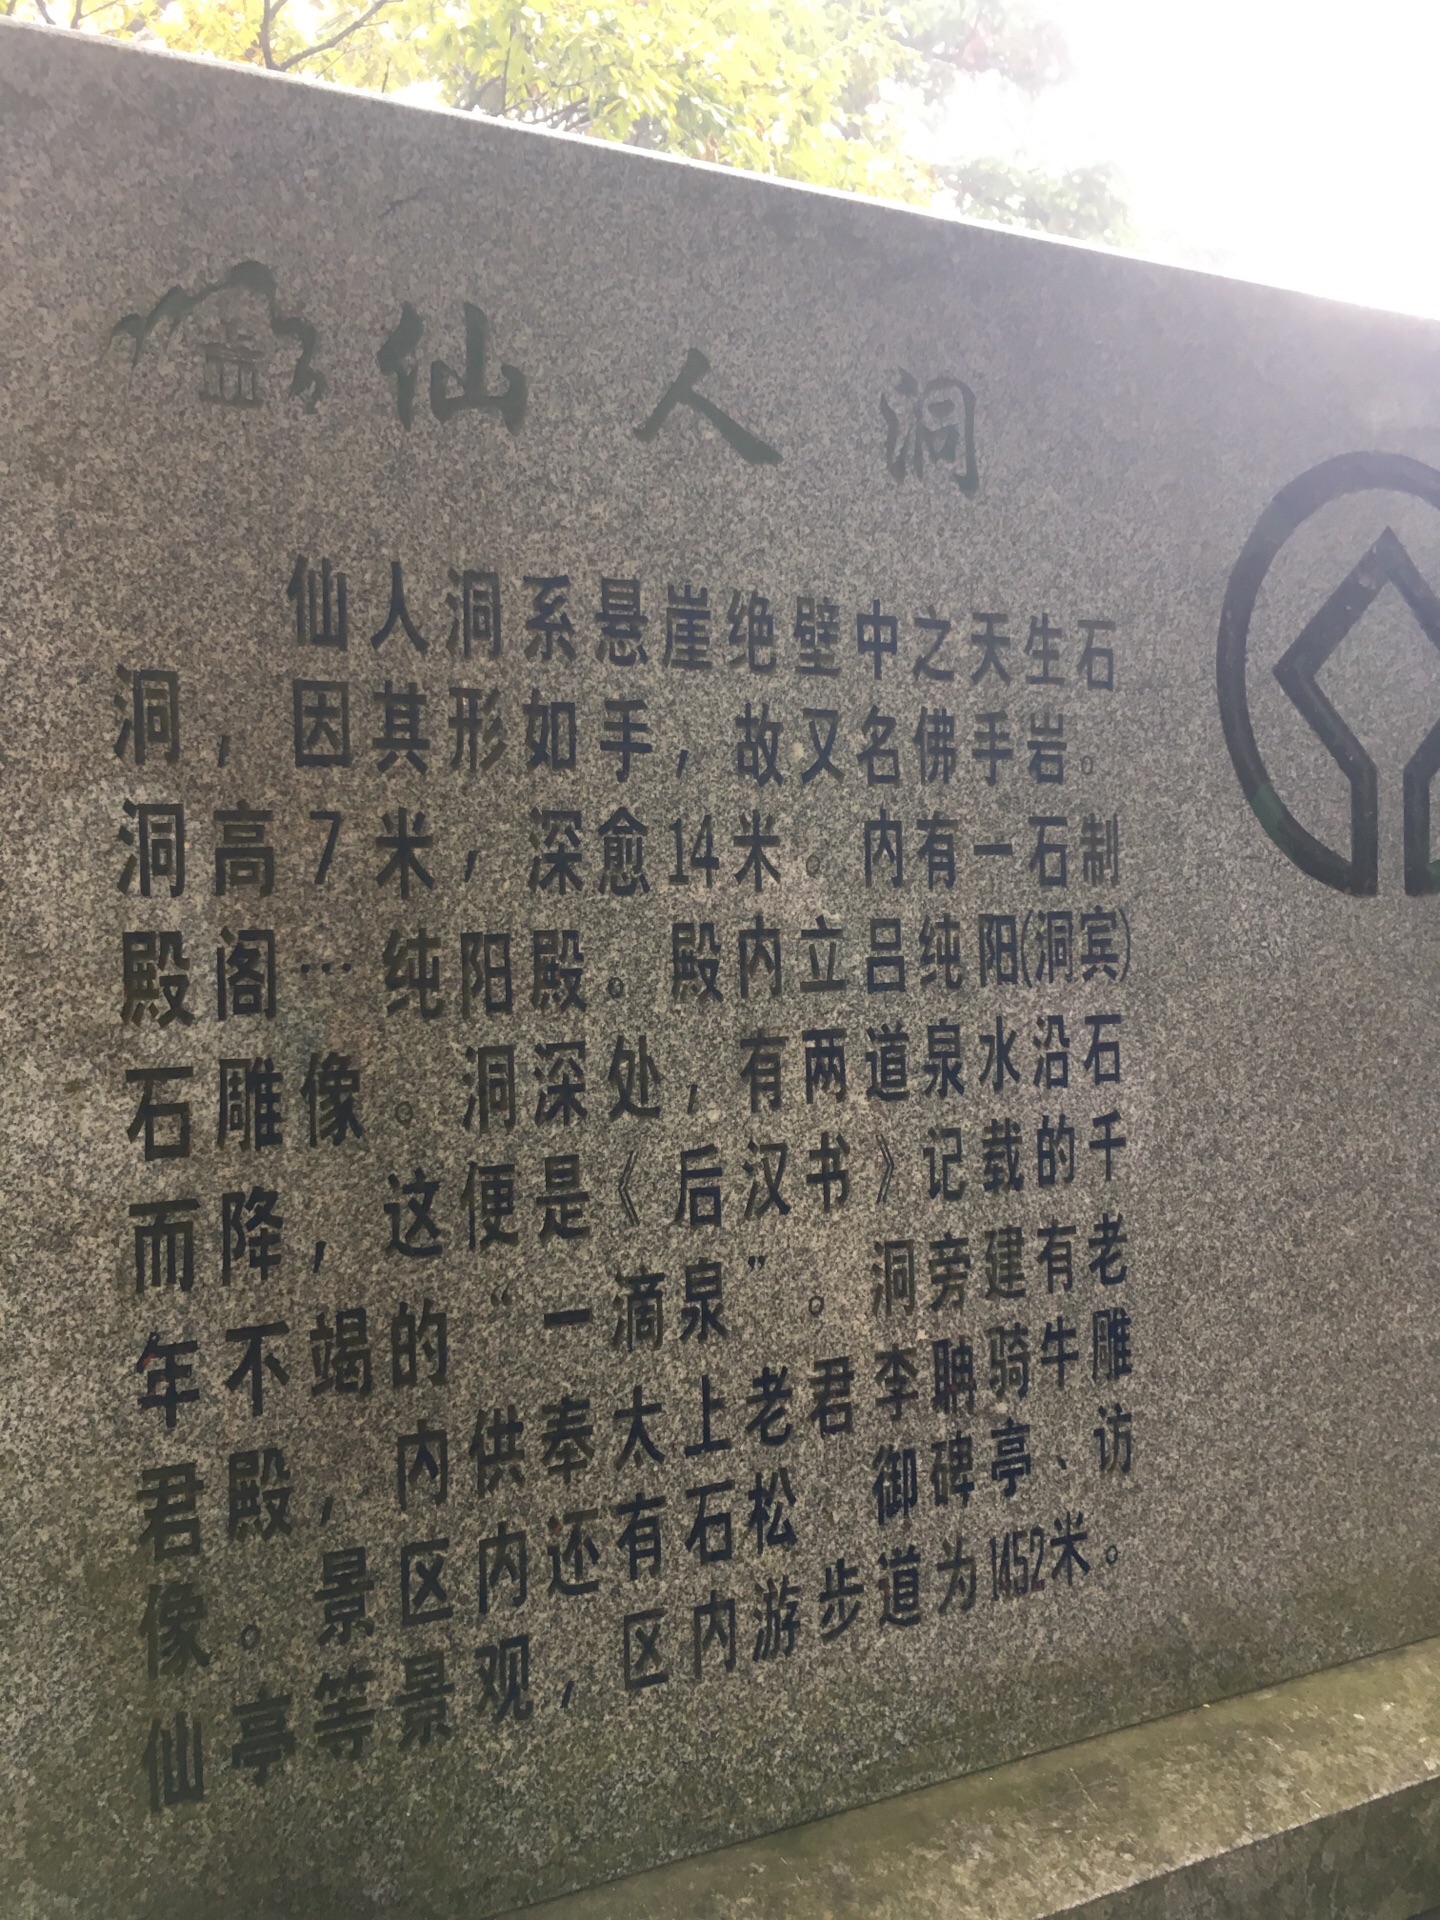 仙人洞
仙人洞系悬崖绝壁中之天生石
洞，因其形如手，故又名佛手岩。
洞高7米，深愈14米。内有一石制
殿阁…纯阳殿。殿内立吕纯阳(洞宾)
石雕像。洞深处，有两道泉水沿石
而降，这便是《后汉书》记载的千
年不竭的“一滴泉”。洞旁建有老
君殿，内供奉太上老君李聃骑牛雕
像。景区内还有石松、御碑亭、访
仙亭等景观，区内游步道为1452米。